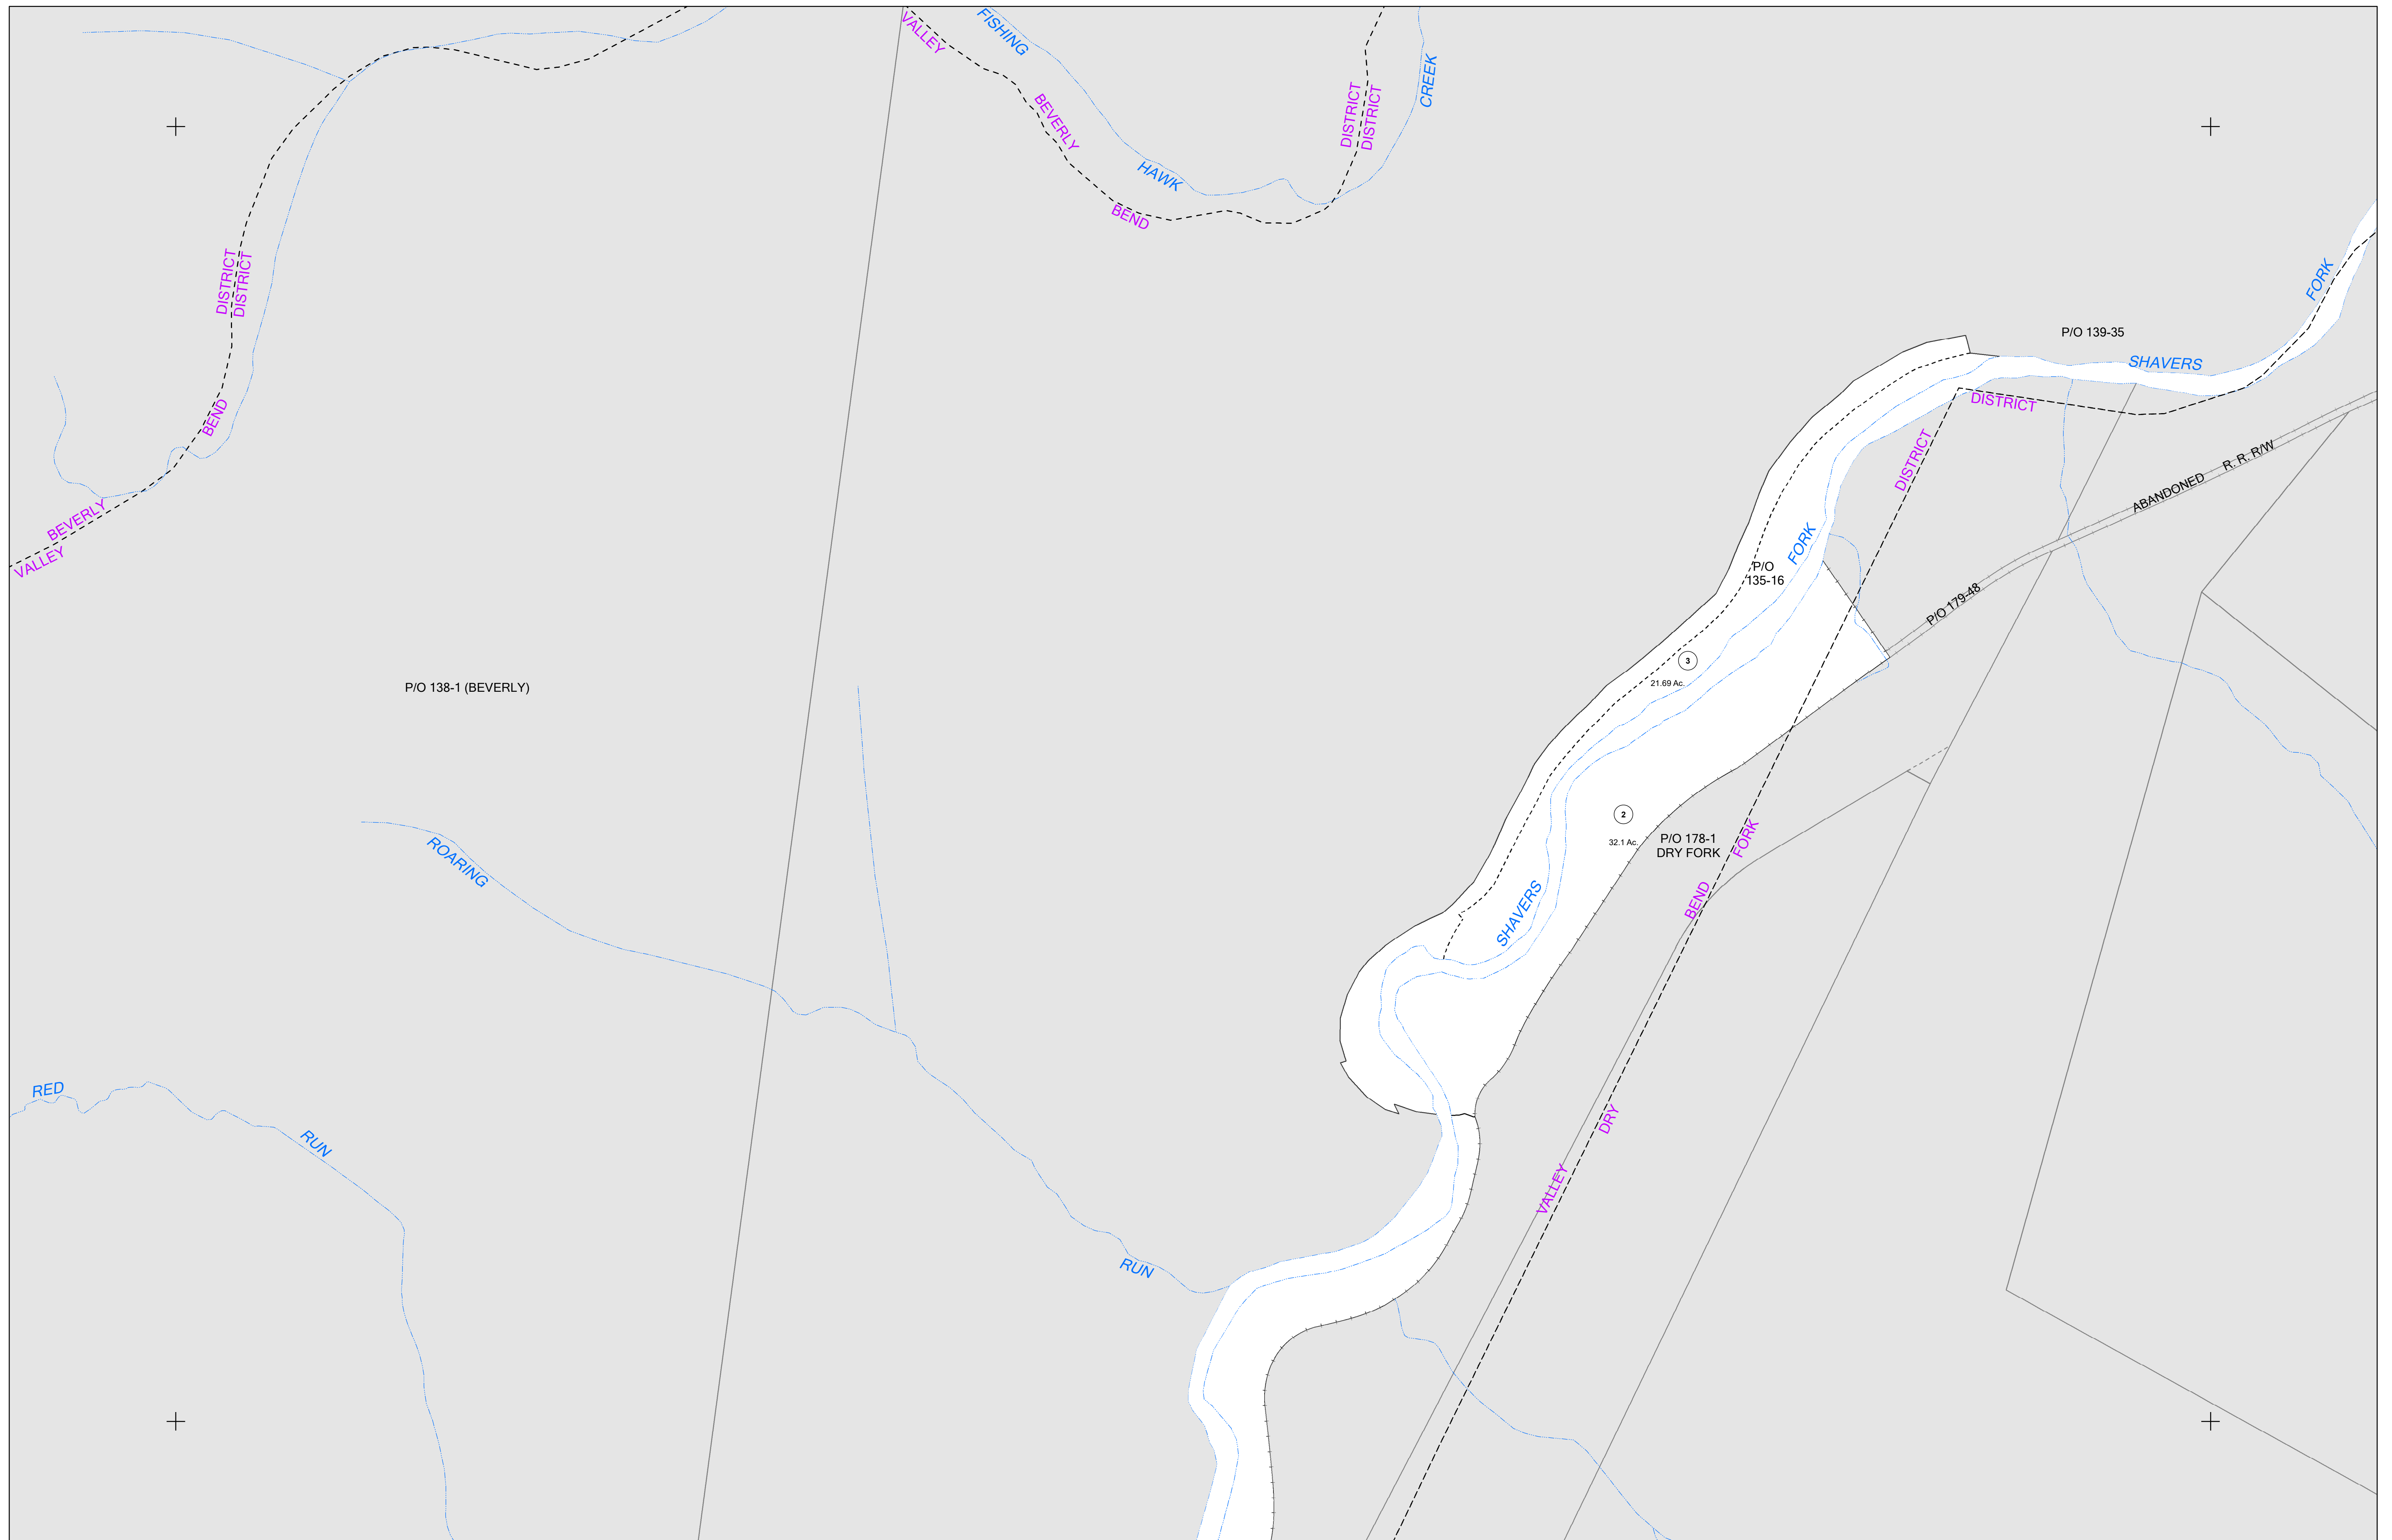 VALLEY
FISHING
CREEK
BEVERLY
DISTRICT
DISTRICT
HAWK
BEND
DISTRICT
DISTRICT
FORK
P/O 139-35
SHAVERS
DISTRICT
BEND
DISTRICT
R. R. R/W
ABANDONED
BEVERLY
VALLEY
FORK
P/O
135-16
P/O 179-48
3
21.69 Ac.
P/O 138-1 (BEVERLY)
2
32.1 Ac.
P/O 178-1
DRY FORK
FORK
ROARING
BEND
SHAVERS
RED
RUN
DRY
VALLEY
RUN